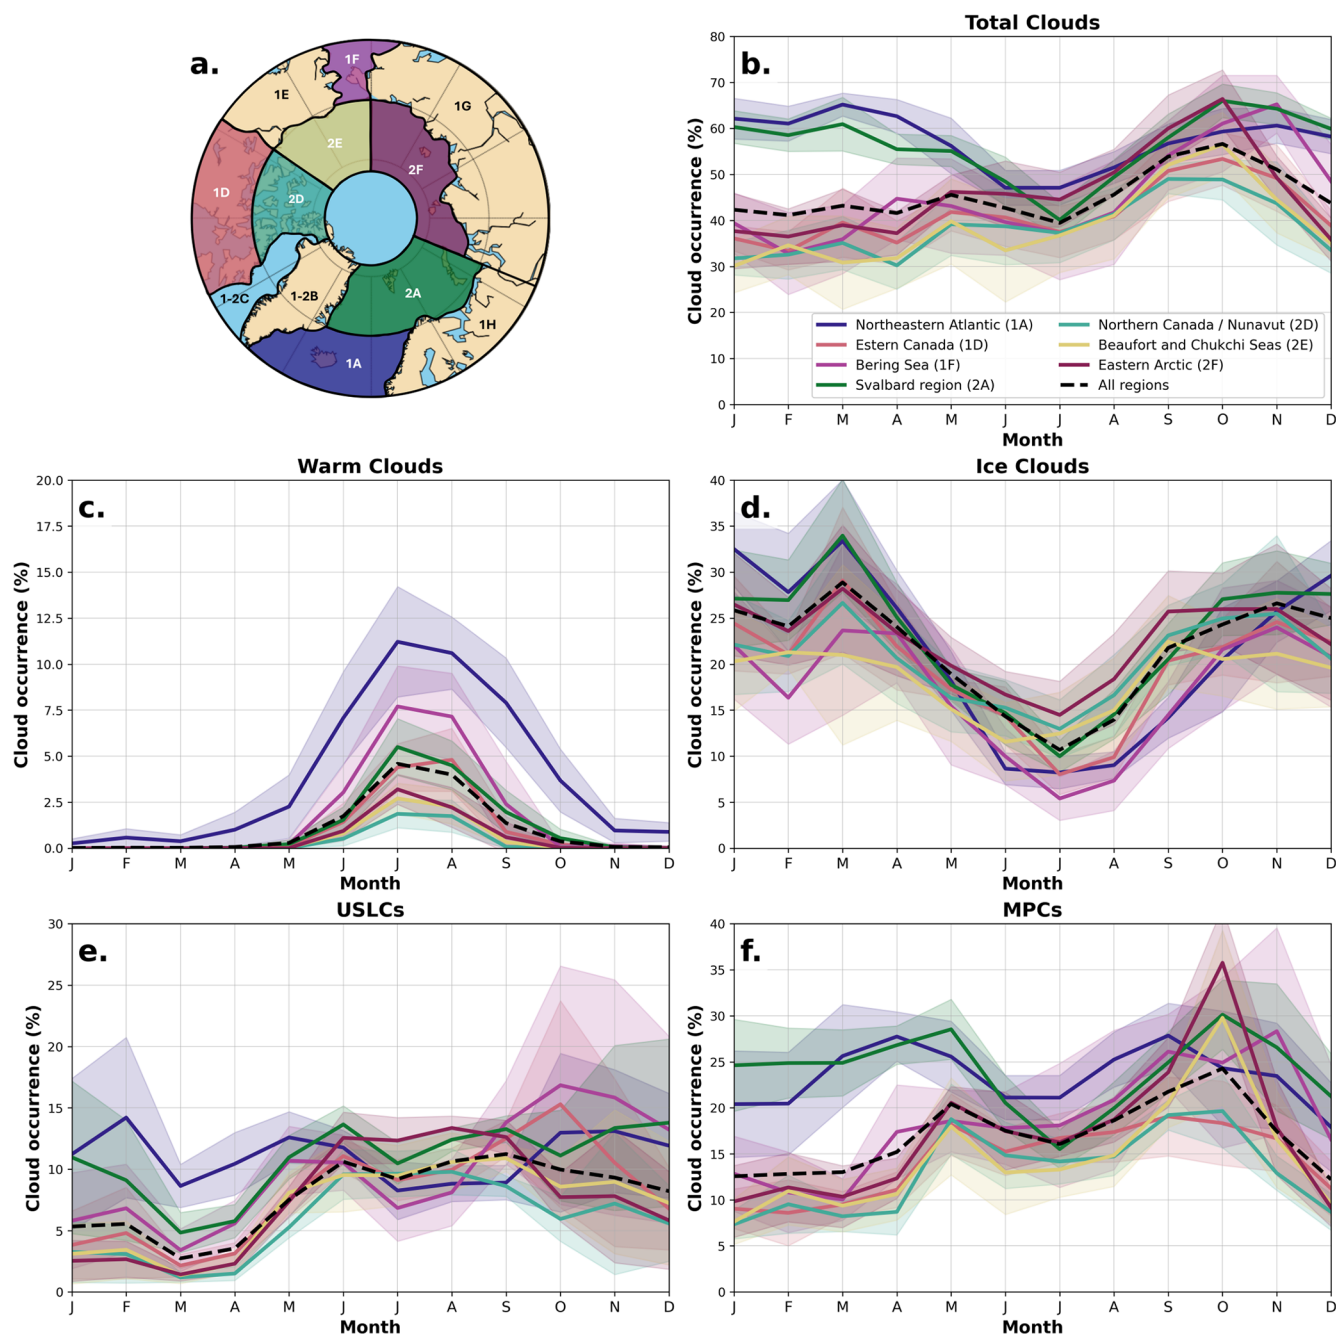 a.
1F
1E
1G
2E
2F
1D
2D
1-2C
1-2B
2A
1H
1A
Total Clouds
b.
Cloud occurrence (%)
80
70
60
50
40
30
20
10
0
Northeastern Atlantic (1A)
Estern Canada (1D)
Bering Sea (1F)
Svalbard region (2A)
Northern Canada / Nunavut (2D)
Beaufort and Chukchi Seas (2E)
Eastern Arctic (2F)
All regions
J F M A M J J A S O N D
Month
Warm Clouds
c.
Cloud occurrence (%)
20.0
17.5
15.0
12.5
10.0
7.5
5.0
2.5
0.0
J F M A M J J A S O N D
Month
Ice Clouds
d.
Cloud occurrence (%)
40
35
30
25
20
15
10
5
0
J F M A M J J A S O N D
Month
USLCs
e.
Cloud occurrence (%)
30
25
20
15
10
5
0
J F M A M J J A S O N D
Month
MPCs
f.
Cloud occurrence (%)
40
35
30
25
20
15
10
5
0
J F M A M J J A S O N D
Month